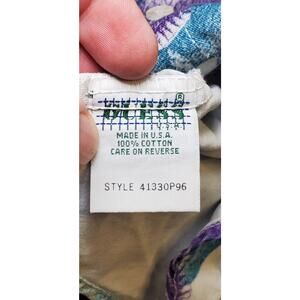 ®
MADE IN U.S.A.
100% COTTON
CARE ON REVERSE
STYLE 41330P96